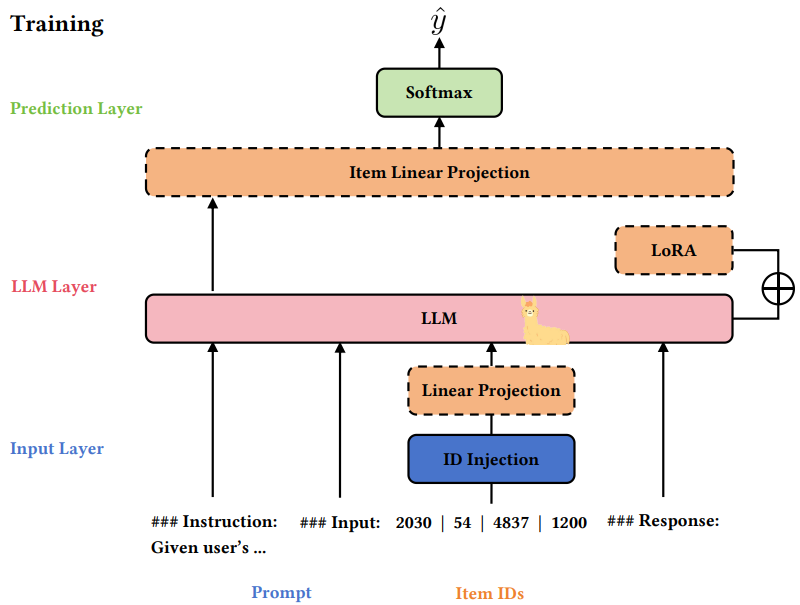 Training
ŷ
Softmax
Prediction Layer
Item Linear Projection
LoRA
LLM Layer
LLM
Linear Projection
Input Layer
ID Injection
### Instruction: ### Input: 2030 | 54 | 4837 | 1200 ### Response:
Given user's ...
Prompt Item IDs